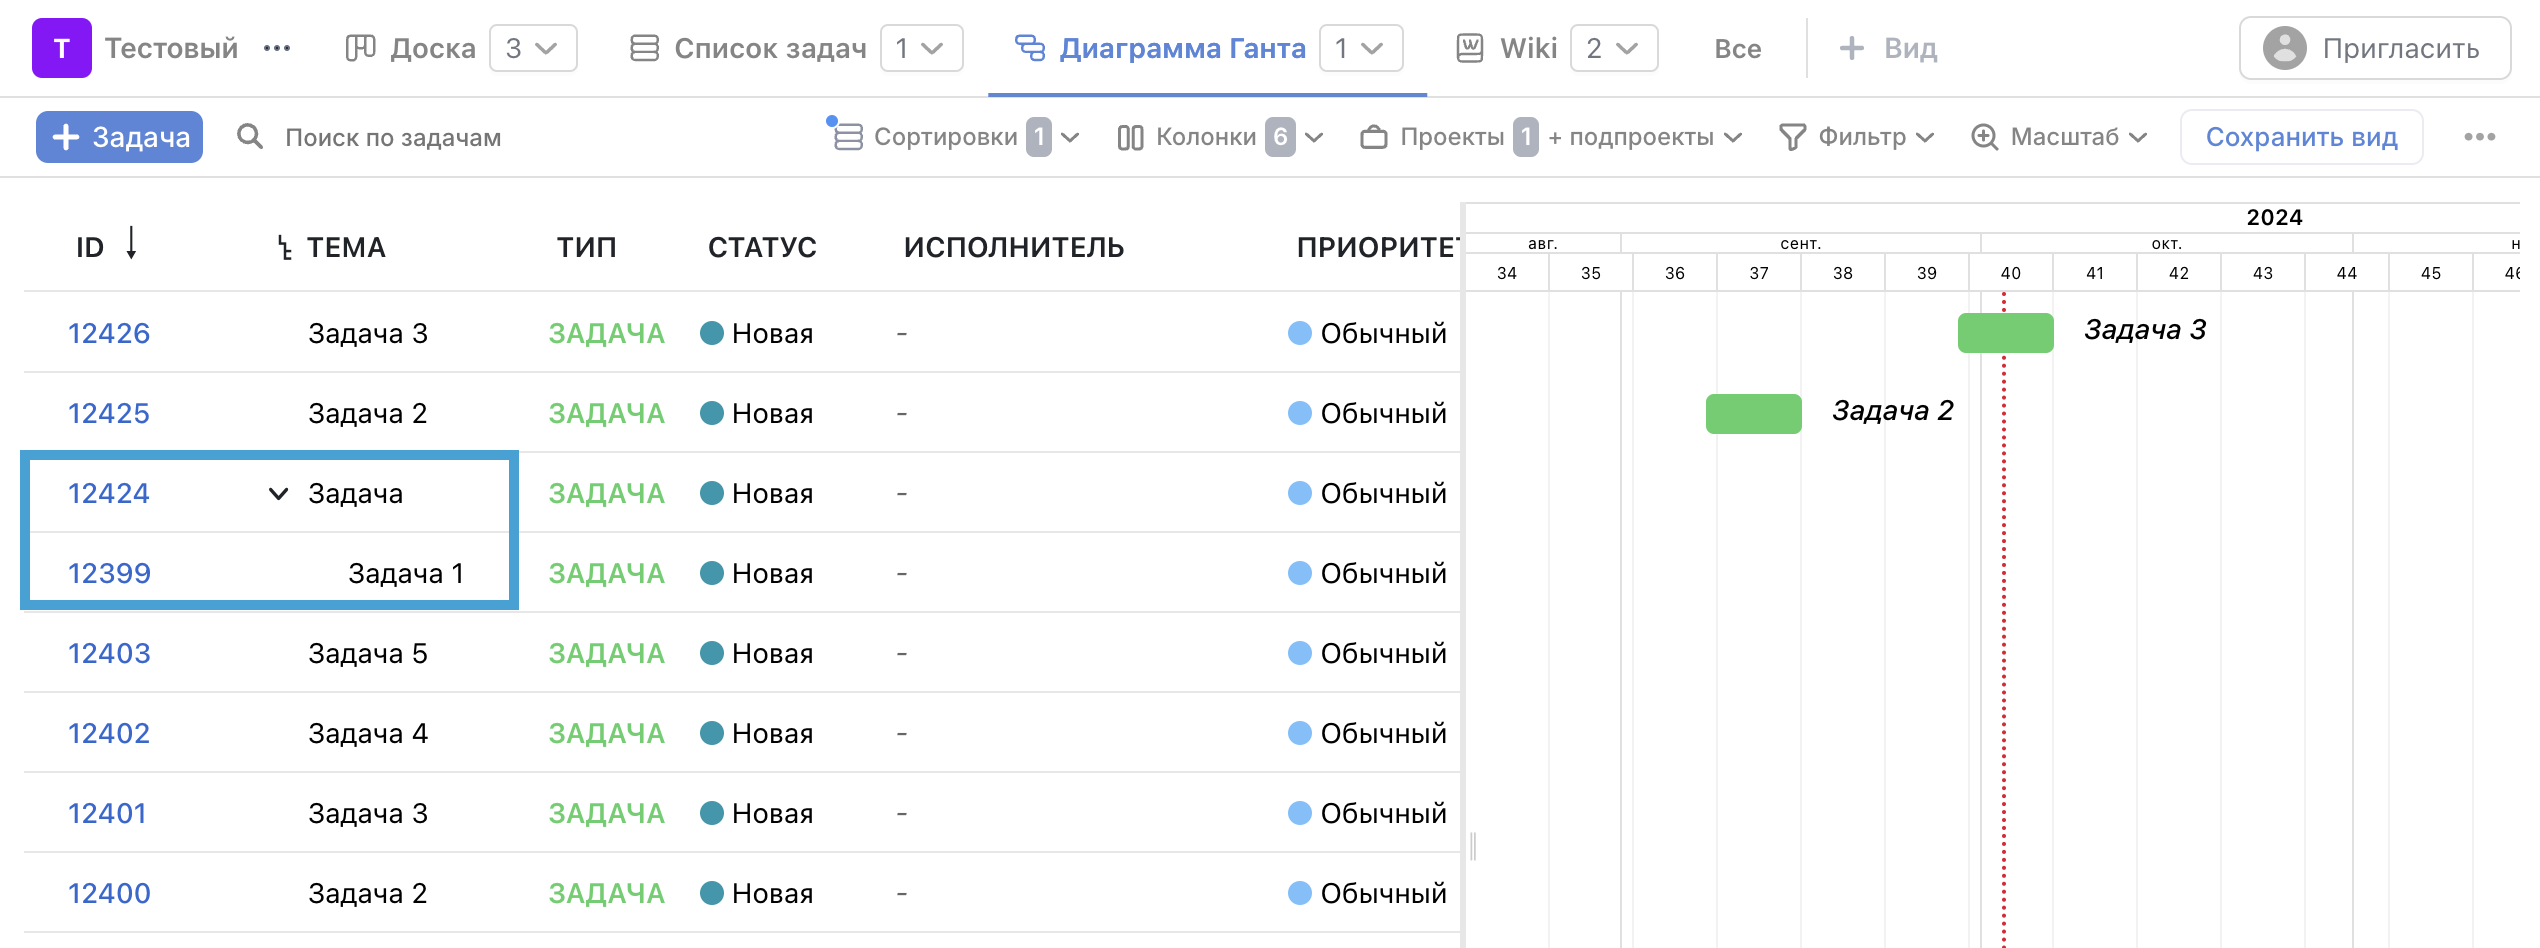 Т Тестовый ••• Доска 3 Список задач 1 Диаграмма Ганта 1 Wiki 2 Все + Вид Пригласить
+ Задача Поиск по задачам Сортировки 1 Колонки 6 Проекты 1 + подпроекты Фильтр Масштаб Сохранить вид •••
2024
ID ↓ ТЕМА ТИП СТАТУС ИСПОЛНИТЕЛЬ ПРИОРИТЕТ авг. сент. окт. н
34 35 36 37 38 39 40 41 42 43 44 45 46
12426 Задача 3 ЗАДАЧА Новая - Обычный Задача 3
12425 Задача 2 ЗАДАЧА Новая - Обычный Задача 2
12424 Задача ЗАДАЧА Новая - Обычный
12399 Задача 1 ЗАДАЧА Новая - Обычный
12403 Задача 5 ЗАДАЧА Новая - Обычный
12402 Задача 4 ЗАДАЧА Новая - Обычный
12401 Задача 3 ЗАДАЧА Новая - Обычный
12400 Задача 2 ЗАДАЧА Новая - Обычный